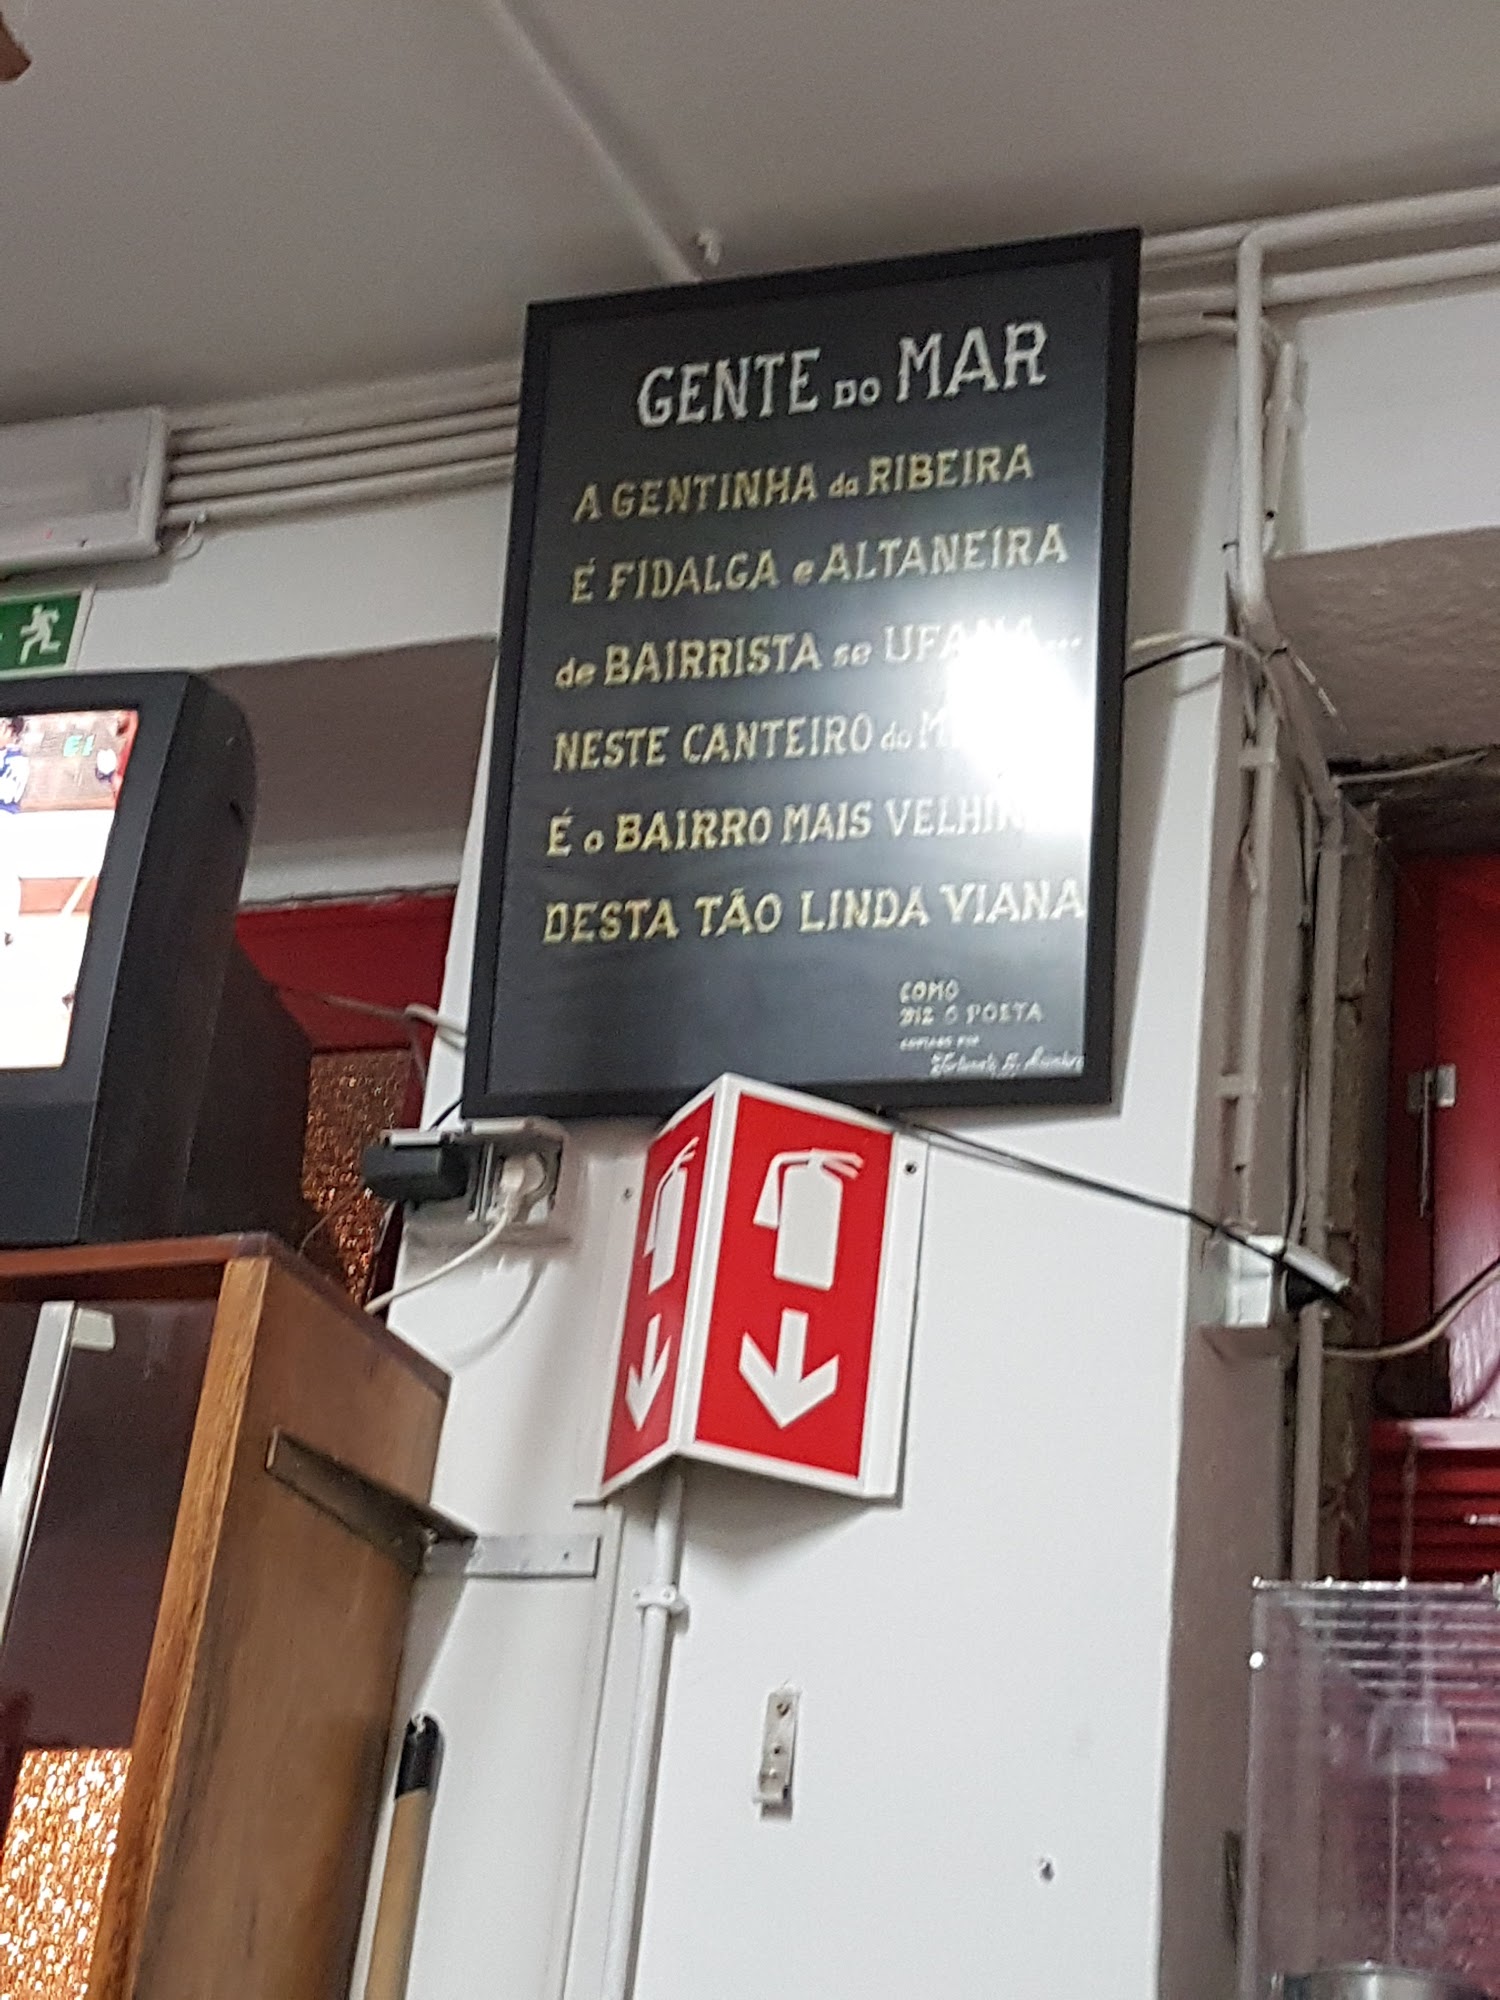 GENTE DO MAR
A GENTINHA da RIBEIRA
É FIDALGA e ALTANEIRA
de BAIRRISTA se UFANA...
NESTE CANTEIRO do
É o BAIRRO MAIS
DESTA TÃO LINDA VIANA
COMO
DIZ O POETA